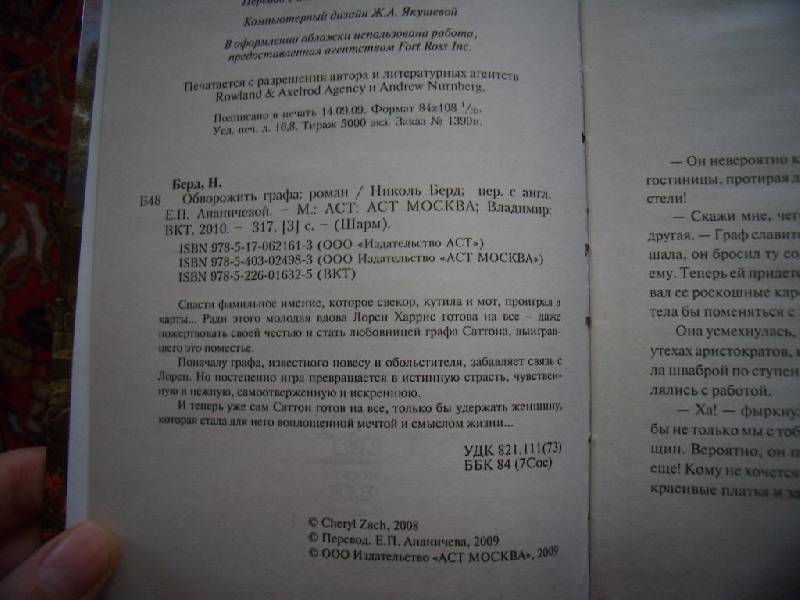 Компьютерный дизайн Ж.А. Якушевой
В оформлении обложки использована работа,
предоставленная агентством Fort Ross Inc.
Печатается с разрешения автора и литературных агентств
Rowland & Axelrod Agency и Andrew Nurnberg.
Подписано в печать 14.09.09. Формат 84х108 1/32.
Усл. печ. л. 16,8. Тираж 5000 экз. Заказ № 1399и.
Берд, Н.
Б48 Обворожить графа: роман / Николь Берд; пер. с англ.
Е.П. Ананичевой. – М.: АСТ: АСТ МОСКВА; Владимир:
ВКТ, 2010. – 317, [3] с. – (Шарм).
ISBN 978-5-17-062161-3 (ООО «Издательство АСТ»)
ISBN 978-5-403-02498-3 (ООО Издательство «АСТ МОСКВА»)
ISBN 978-5-226-01632-5 (ВКТ)
Спасти фамильное имение, которое свекор, кутила и мот, проиграл в
карты... Ради этого молодая вдова Лорен Харрис готова на все – даже
пожертвовать своей честью и стать любовницей графа Саттона, выиграв-
шего это поместье.
Поначалу графа, известного повесу и обольстителя, забавляет связь с
Лорен. Но постепенно игра превращается в истинную страсть, чувствен-
ную и нежную, самоотверженную и искреннюю.
И теперь уже сам Саттон готов на все, только бы удержать женщину,
которая стала для него воплощенной мечтой и смыслом жизни...
УДК 821.111(73)
ББК 84 (7Сое)
© Cheryl Zach, 2008
© Перевод. Е.П. Ананичева, 2009
© ООО Издательство «АСТ МОСКВА», 2009
— Он невероятно к
гостиницы, протирая д
стели!
— Скажи мне, чего
другая. — Граф славит
шала, он бросил ту со
ему. Теперь ей придет
вал ее роскошные кар
тела бы поменяться с
Она усмехнулась,
утехах аристократов, и
ла шваброй по ступен
лялись с работой.
— Ха! — фыркну
бы не только мы с тоб
щин. Вероятно, он п
еще! Кому не хочется
красивые платья и за